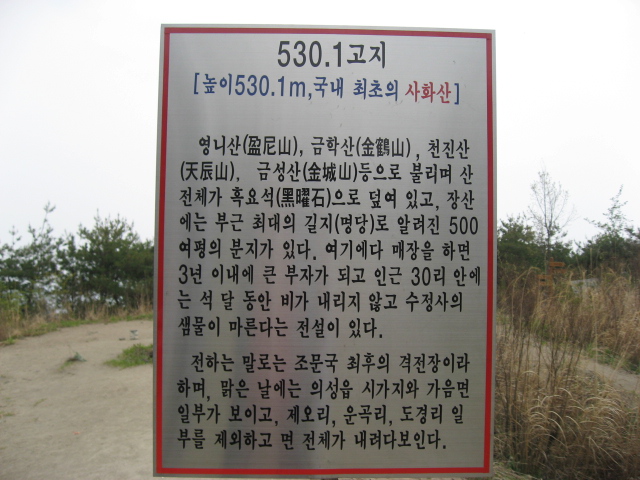 530.1고지
[높이530.1m,국내 최초의 사화산]
영니산(盈尼山), 금학산(金鶴山), 천진산
(天辰山), 금성산(金城山)등으로 불리며 산
전체가 흑요석(黑曜石)으로 덮여 있고, 장산
에는 부근 최대의 길지(명당)로 알려진 500
여평의 분지가 있다. 여기에다 매장을 하면
3년 이내에 큰 부자가 되고 인근 30리 안에
는 석 달 동안 비가 내리지 않고 수정사의
샘물이 마른다는 전설이 있다.
전하는 말로는 조문국 최후의 격전장이라
하며, 맑은 날에는 의성읍 시가지와 가음면
일부가 보이고, 제오리, 운곡리, 도경리 일
부를 제외하고 면 전체가 내려다보인다.